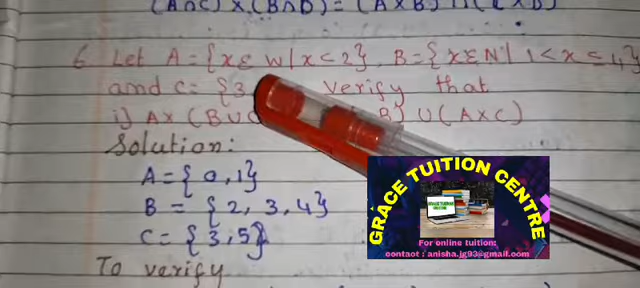 (A∩C) × (B∩D) = (A×B) ∩ (C×D)
6 Let A = {x ε W | x < 2}, B = {x ε N | 1 < x ≤ 4}
and C = {3 verify that
i) A × (B ∪ C B) ∪ (A×C)
Solution:
A = { 0, 1}
B = { 2, 3, 4}
C = {3, 5}
To verify
GRACE TUITION CENTRE
For online tuition:
contact : anisha.jg93@gmail.com